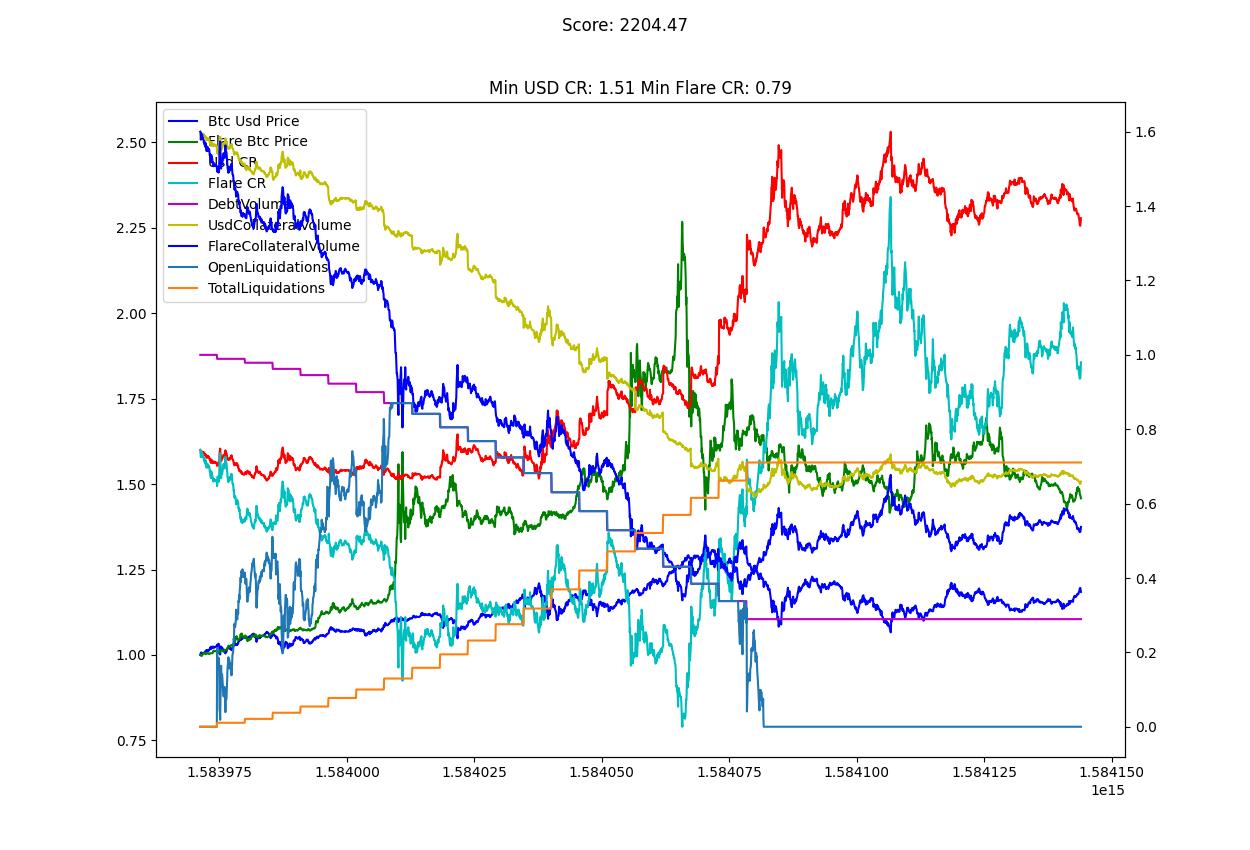 Score: 2204.47
Min USD CR: 1.51 Min Flare CR: 0.79
Btc Usd Price
Flare Btc Price
Usd CR
Flare CR
DebtVolume
UsdCollateralVolume
FlareCollateralVolume
OpenLiquidations
TotalLiquidations
2.50
2.25
2.00
1.75
1.50
1.25
1.00
0.75
1.6
1.4
1.2
1.0
0.8
0.6
0.4
0.2
0.0
1.583975 1.584000 1.584025 1.584050 1.584075 1.584100 1.584125 1.584150
1e15